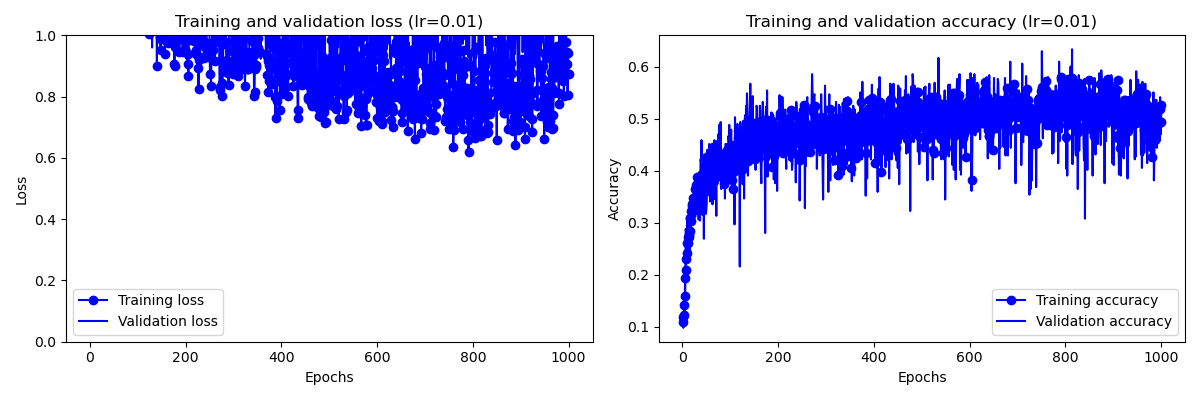 Training and validation loss (lr=0.01)
1.0
0.8
0.6
0.4
0.2
0.0
Loss
Training loss
Validation loss
0 200 400 600 800 1000
Epochs
Training and validation accuracy (lr=0.01)
0.6
0.5
0.4
0.3
0.2
0.1
Accuracy
Training accuracy
Validation accuracy
0 200 400 600 800 1000
Epochs